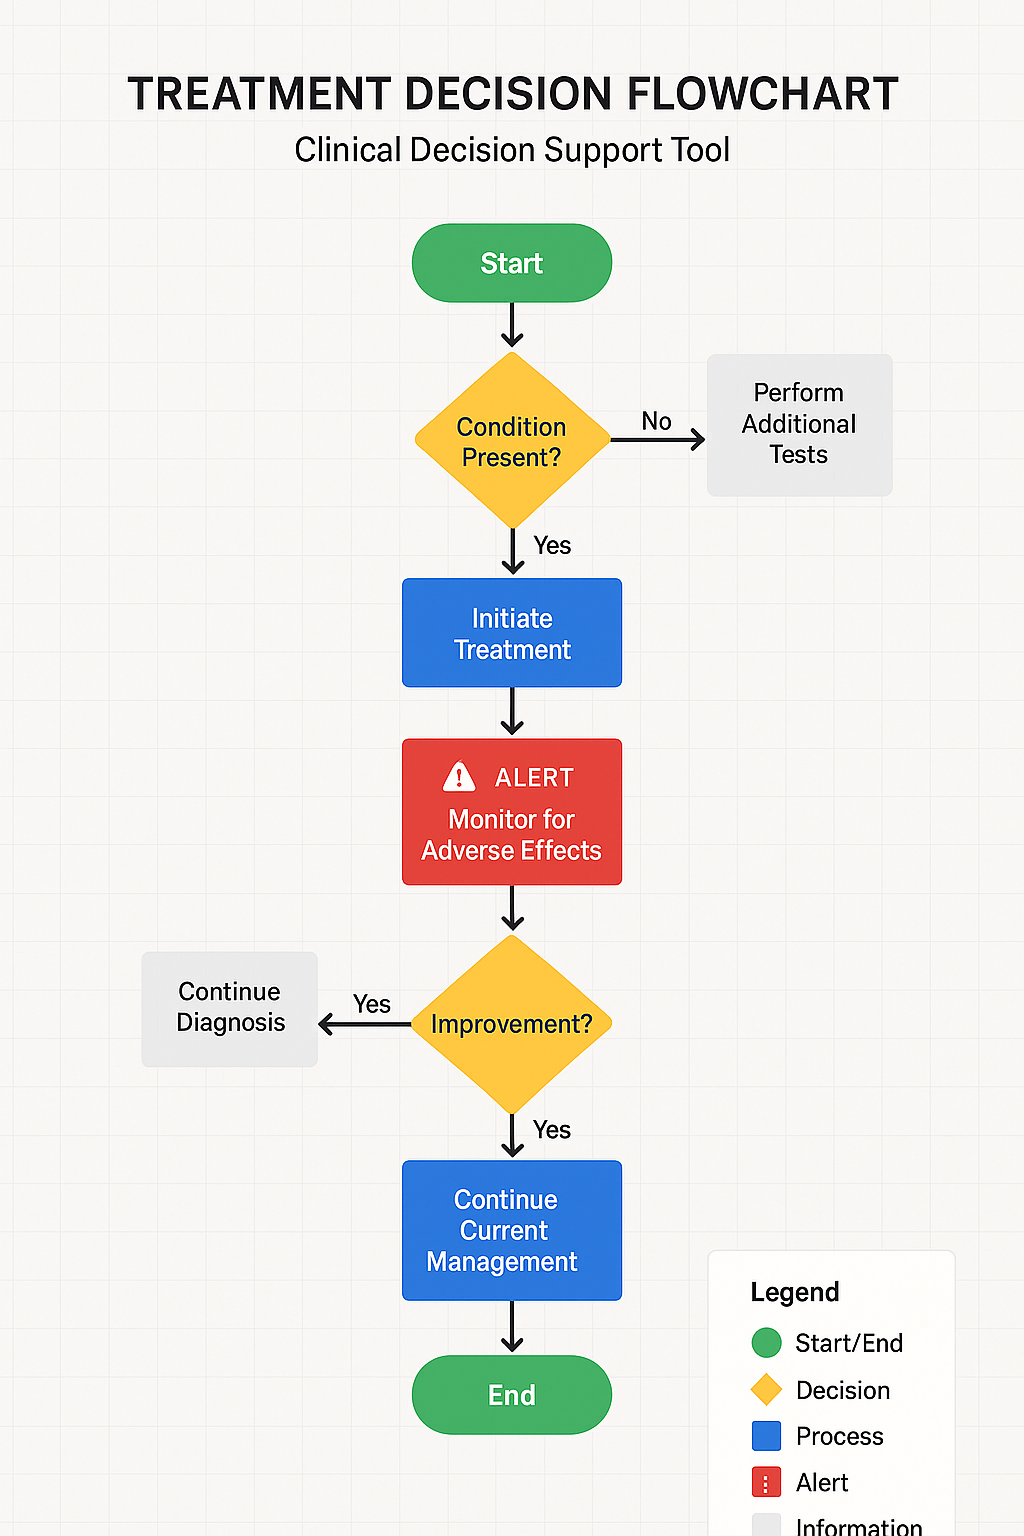 TREATMENT DECISION FLOWCHART
Clinical Decision Support Tool
Start
Condition
Present?
No
Perform
Additional
Tests
Yes
Initiate
Treatment
ALERT
Monitor for
Adverse Effects
Continue
Diagnosis
Yes
Improvement?
Yes
Continue
Current
Management
End
Legend
Start/End
Decision
Process
Alert
Information